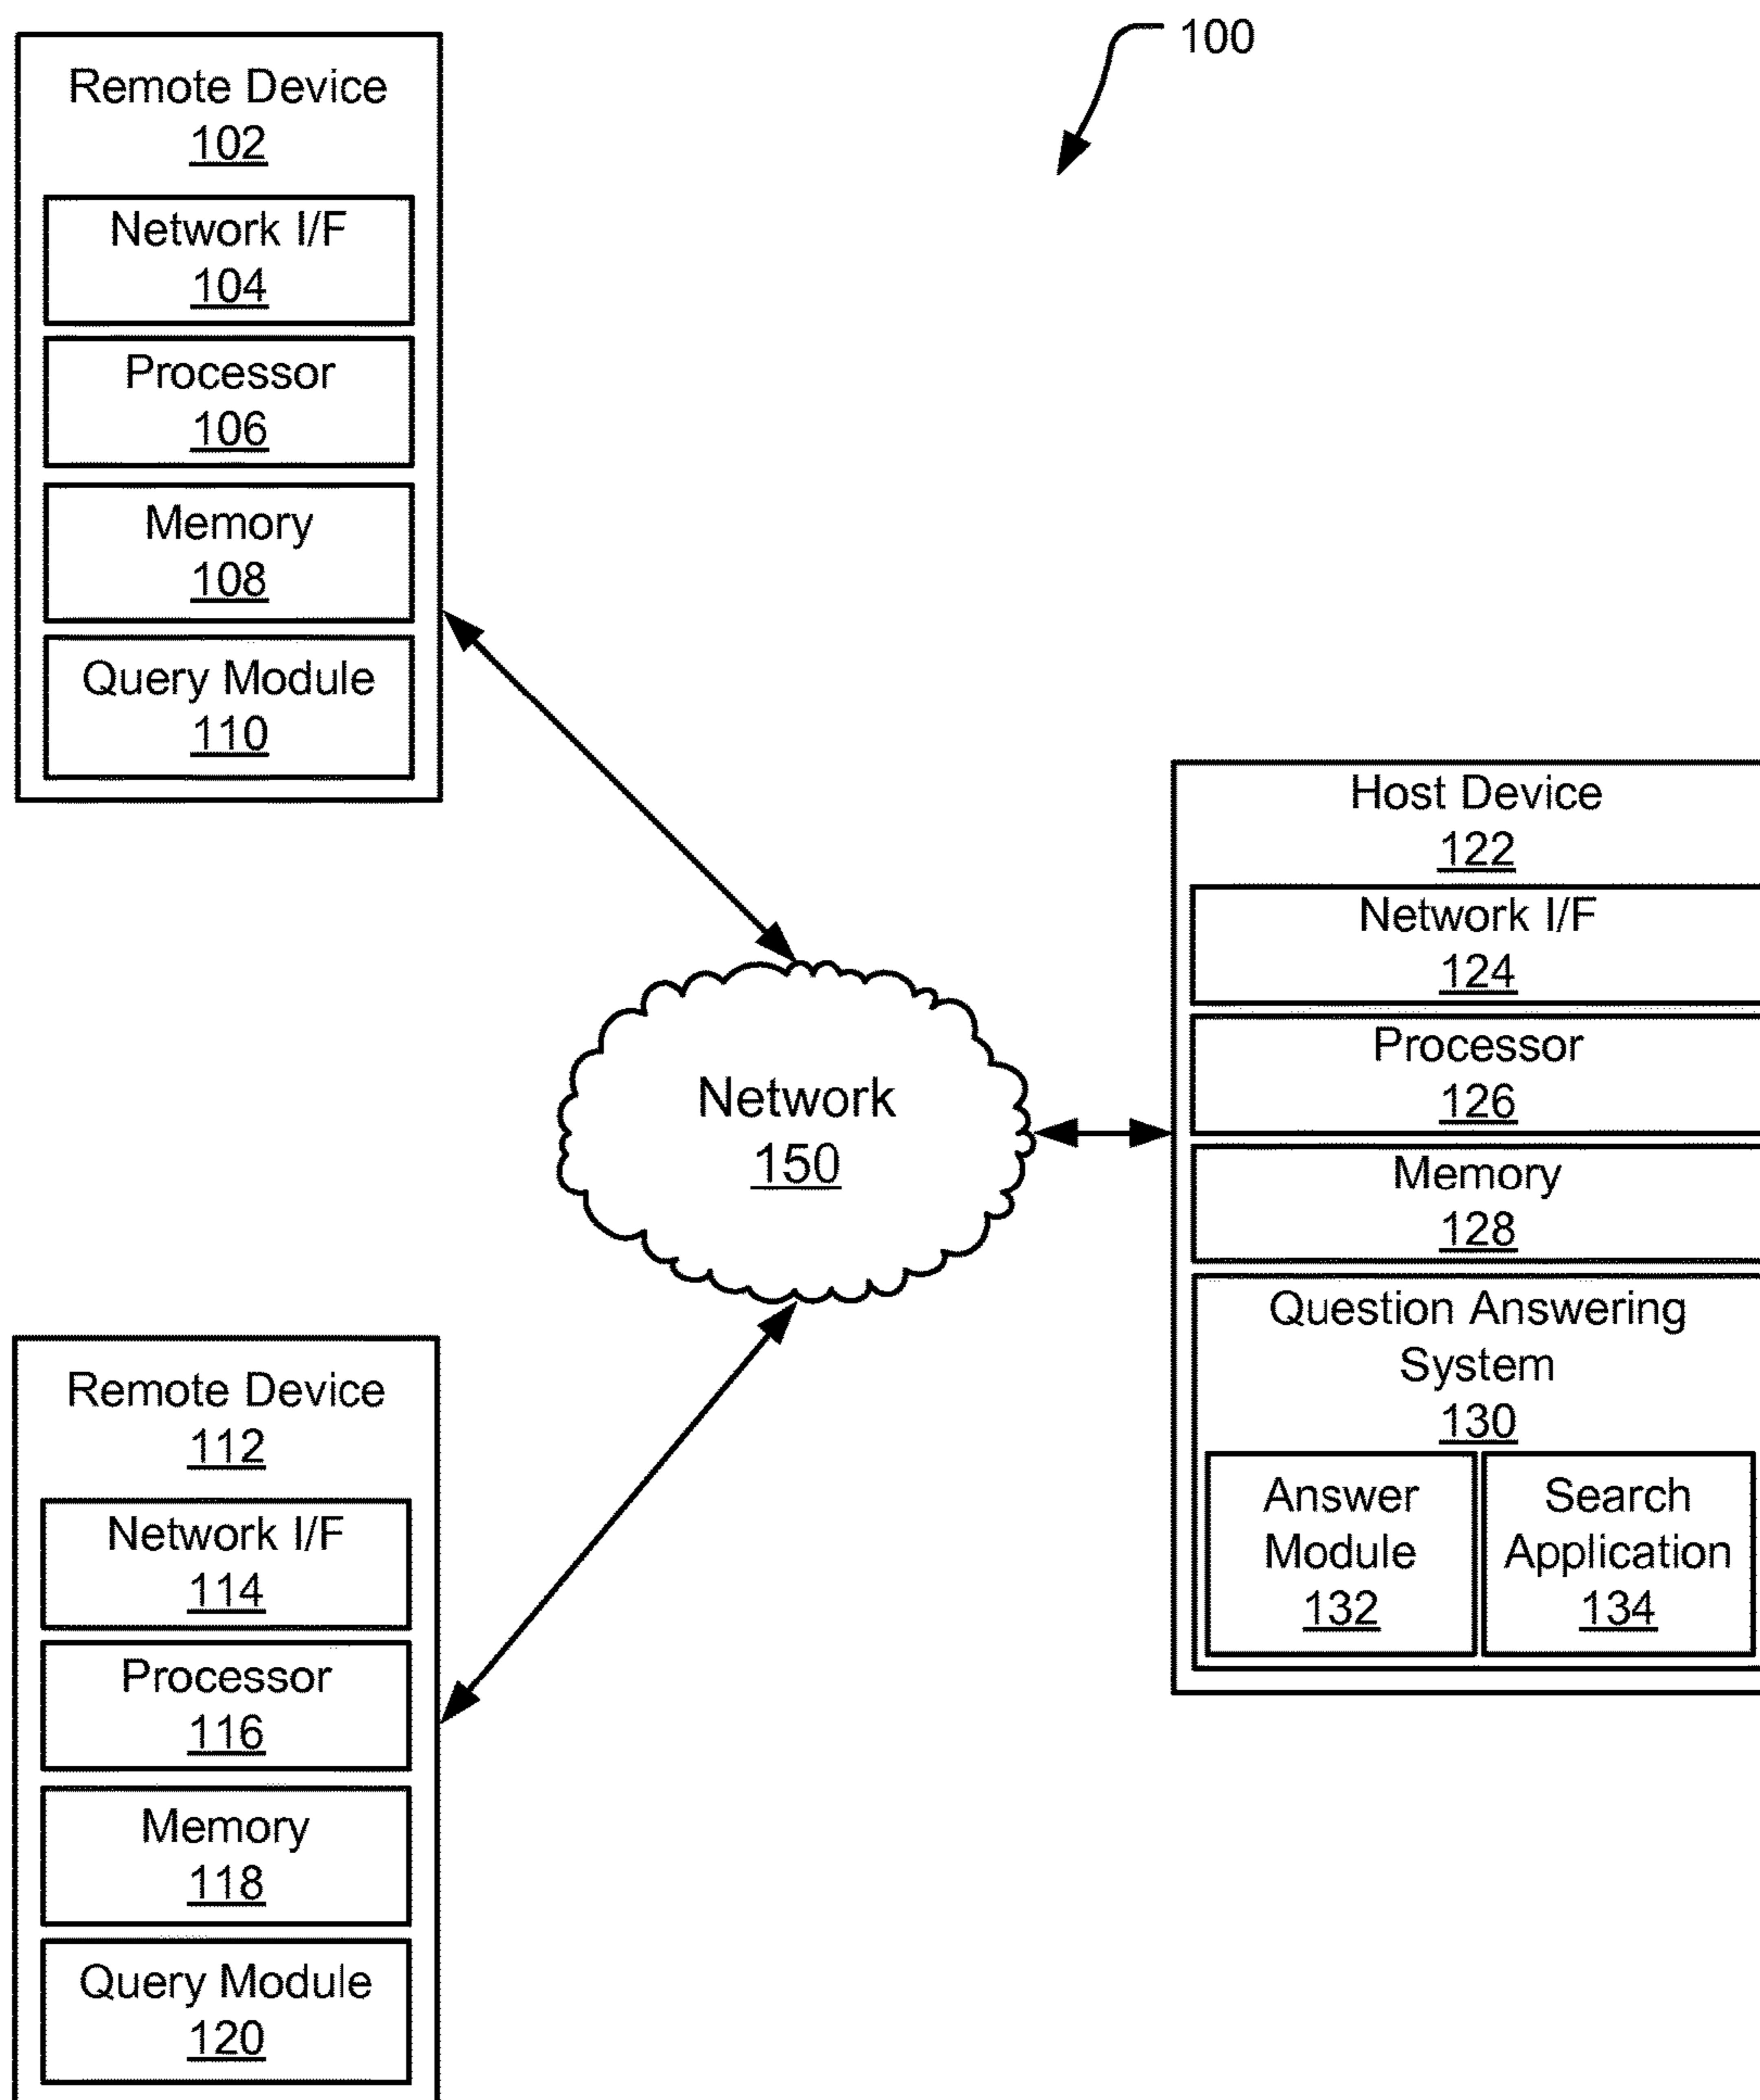 100
Remote Device
102
Network I/F
104
Processor
106
Memory
108
Query Module
110
Network
150
Host Device
122
Network I/F
124
Processor
126
Memory
128
Question Answering
System
130
Answer
Module
132
Search
Application
134
Remote Device
112
Network I/F
114
Processor
116
Memory
118
Query Module
120